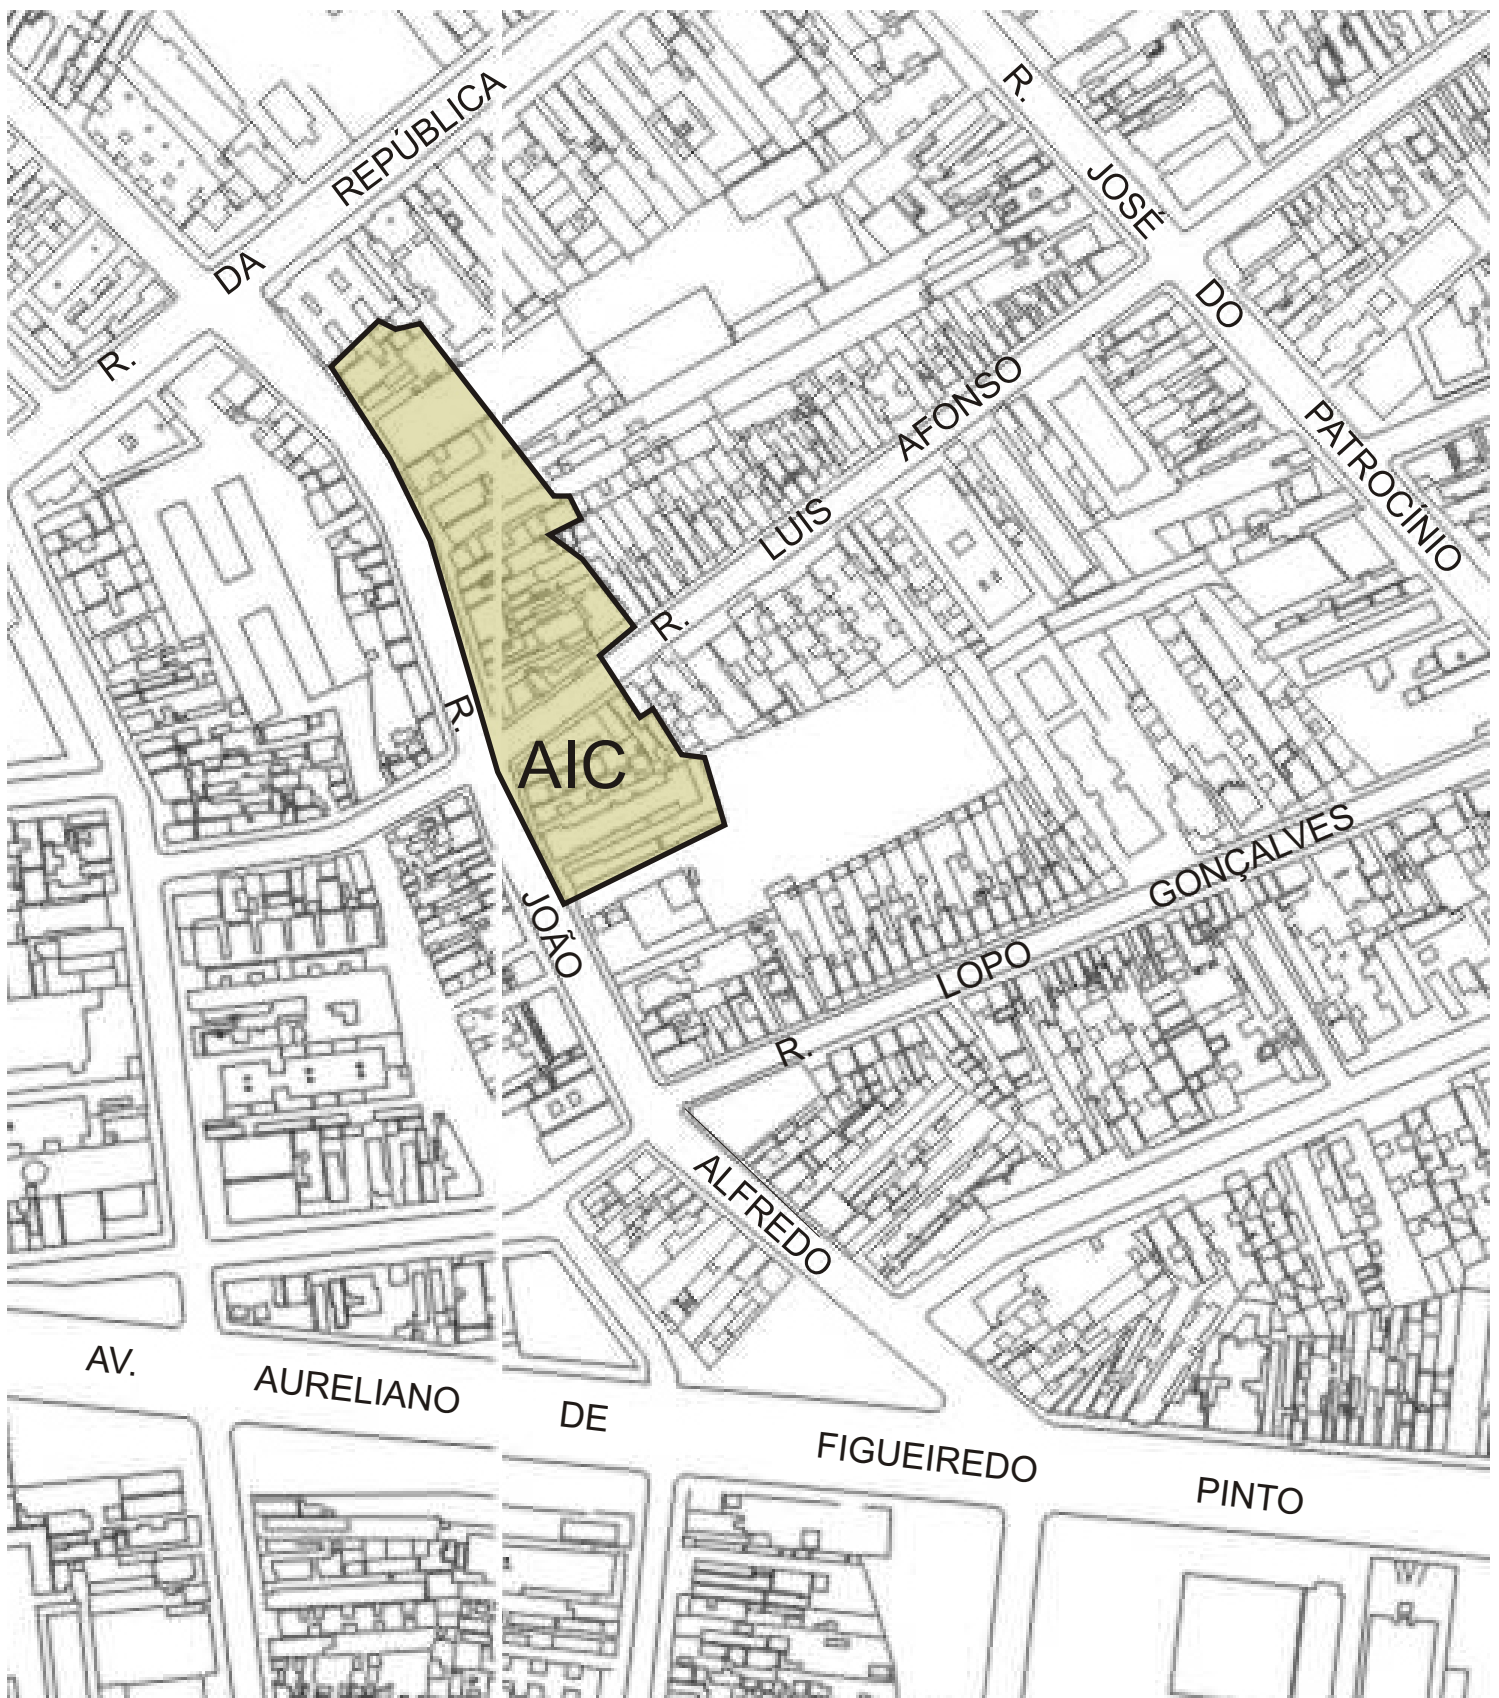 R. DA REPÚBLICA
R. JOSÉ DO PATROCÍNIO
R. LUIS AFONSO
AIC
R. JOÃO ALFREDO
R. LOPO GONÇALVES
AV. AURELIANO DE FIGUEIREDO PINTO